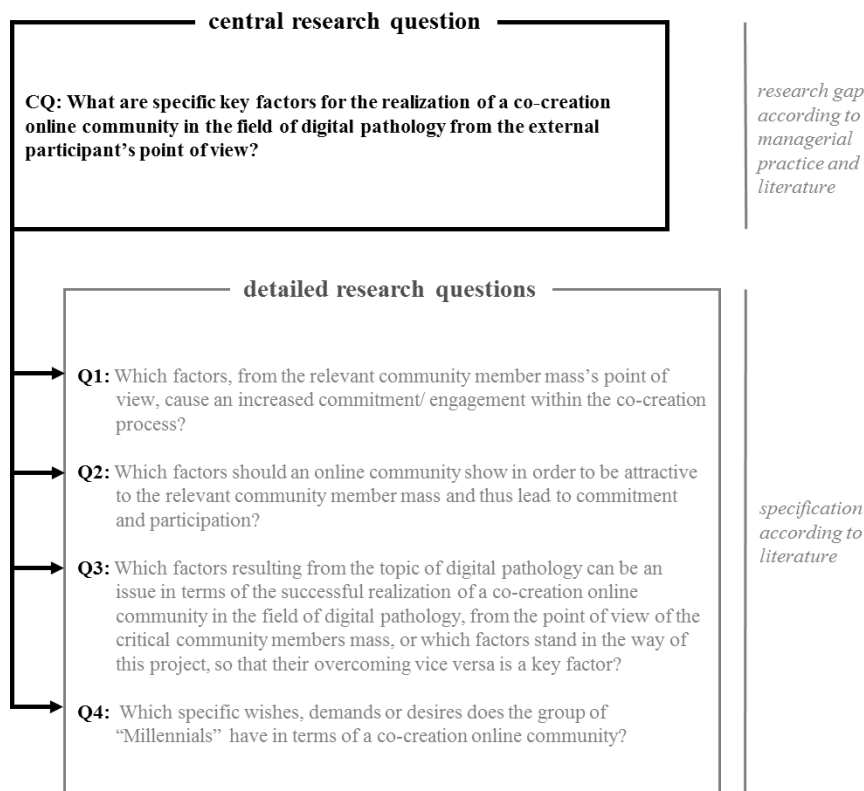 central research question
CQ: What are specific key factors for the realization of a co-creation
online community in the field of digital pathology from the external
participant's point of view?
research gap
according to
managerial
practice and
literature
detailed research questions
Q1: Which factors, from the relevant community member mass's point of
view, cause an increased commitment/ engagement within the co-creation
process?
Q2: Which factors should an online community show in order to be attractive
to the relevant community member mass and thus lead to commitment
and participation?
Q3: Which factors resulting from the topic of digital pathology can be an
issue in terms of the successful realization of a co-creation online
community in the field of digital pathology, from the point of view of the
critical community members mass, or which factors stand in the way of
this project, so that their overcoming vice versa is a key factor?
Q4: Which specific wishes, demands or desires does the group of
“Millennials” have in terms of a co-creation online community?
specification
according to
literature